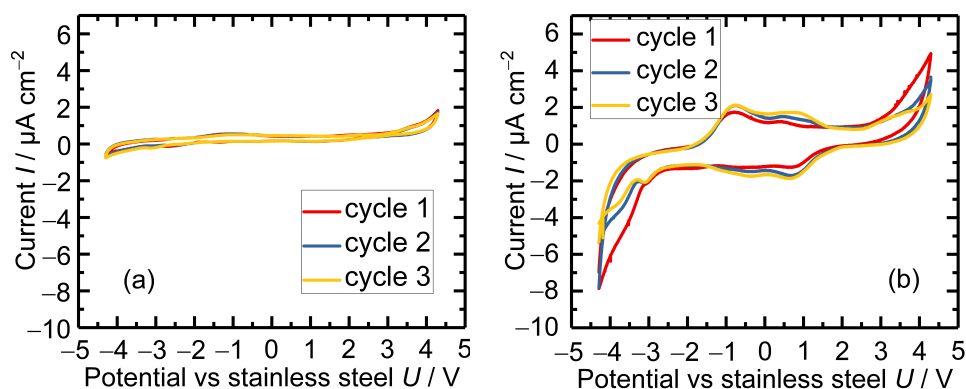 6
4
2
0
−2
−4
−6
−8
−10
Current I / µA cm⁻²
cycle 1
cycle 2
cycle 3
(a)
−5 −4 −3 −2 −1 0 1 2 3 4 5
Potential vs stainless steel U / V
6
4
2
0
−2
−4
−6
−8
−10
Current I / µA cm⁻²
cycle 1
cycle 2
cycle 3
(b)
−5 −4 −3 −2 −1 0 1 2 3 4 5
Potential vs stainless steel U / V